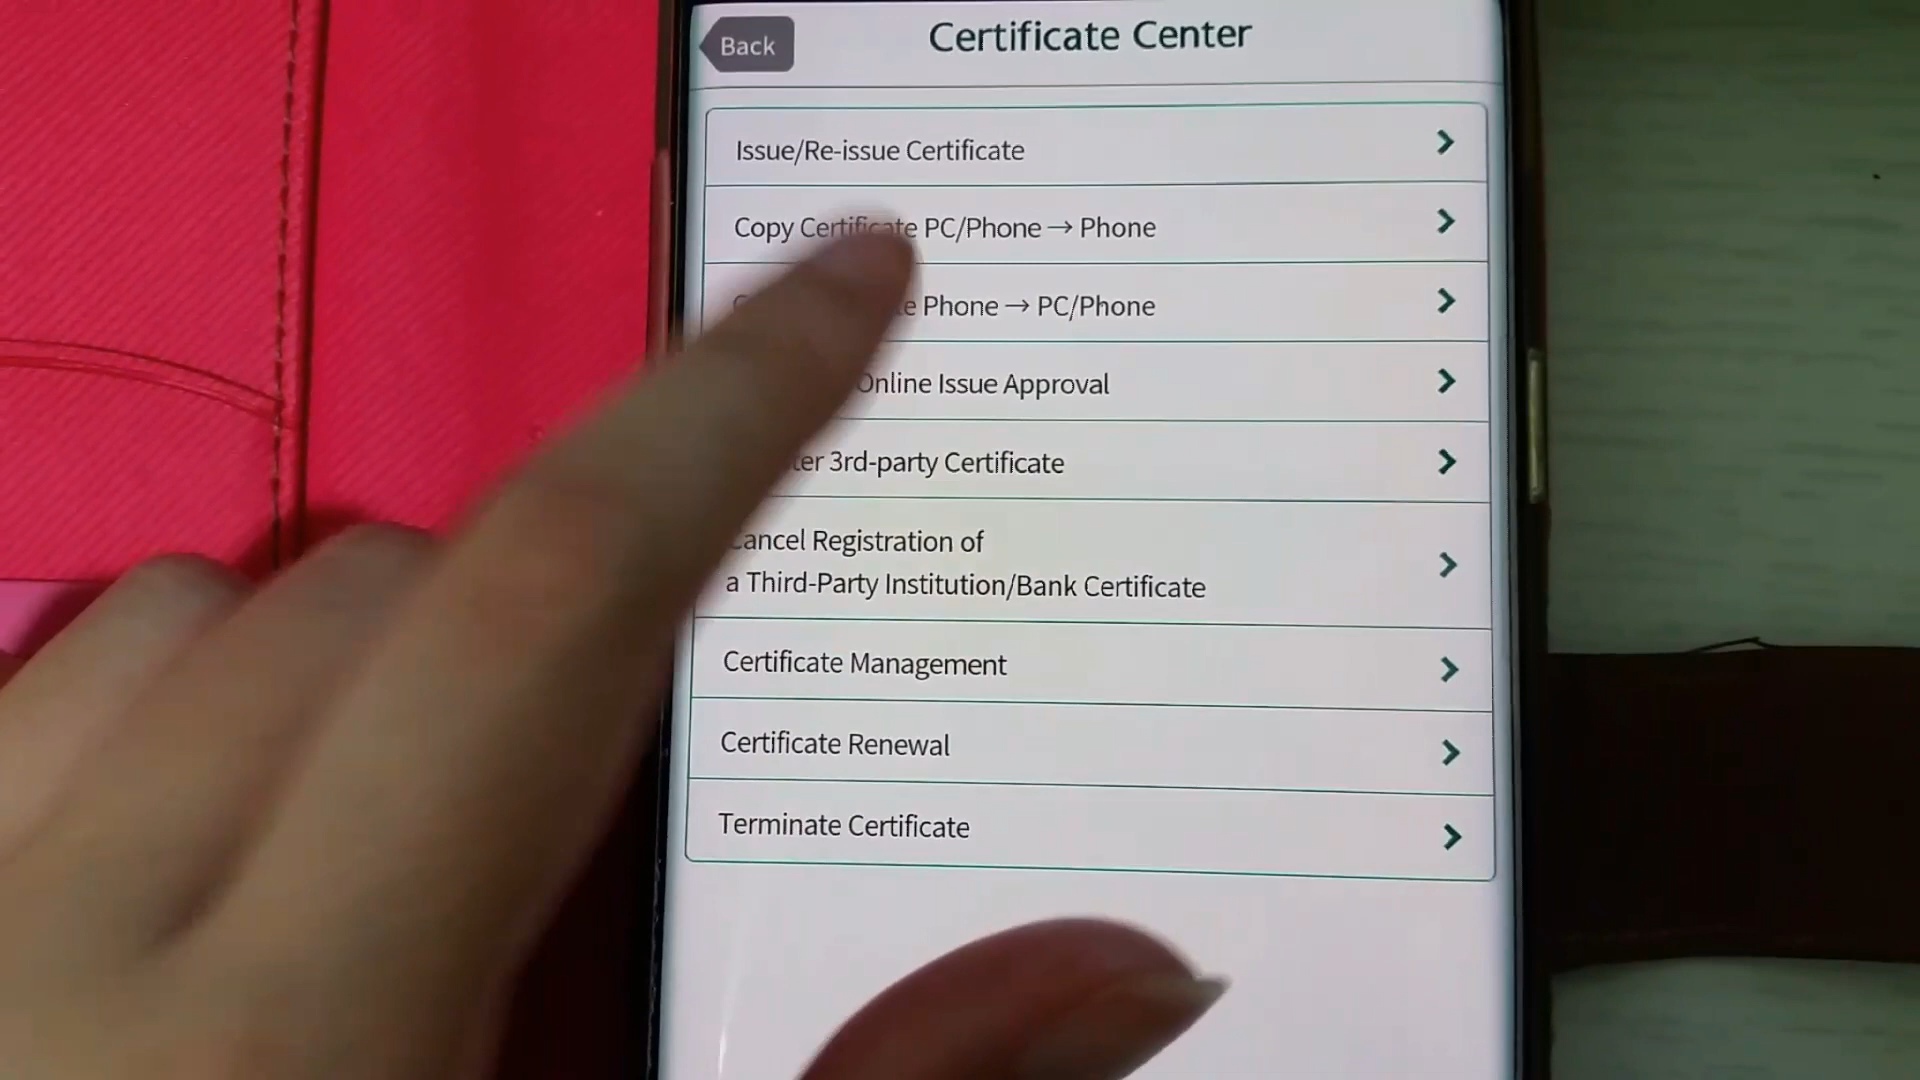 Back
Certificate Center
Issue/Re-issue Certificate
Copy Certificate PC/Phone → Phone
Phone → PC/Phone
Online Issue Approval
3rd-party Certificate
Cancel Registration of
a Third-Party Institution/Bank Certificate
Certificate Management
Certificate Renewal
Terminate Certificate